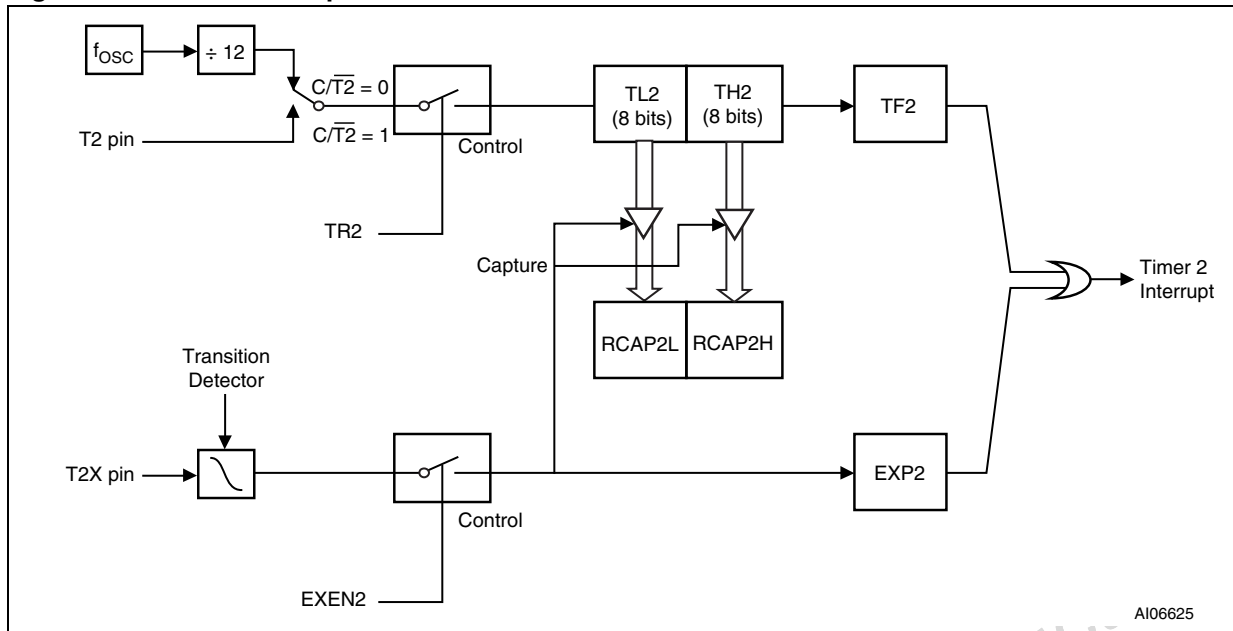 fOSC
÷ 12
C/T2 = 0
C/T2 = 1
T2 pin
Control
TR2
TL2
(8 bits)
TH2
(8 bits)
TF2
Capture
RCAP2L
RCAP2H
Timer 2
Interrupt
Transition
Detector
T2X pin
Control
EXEN2
EXP2
AI06625